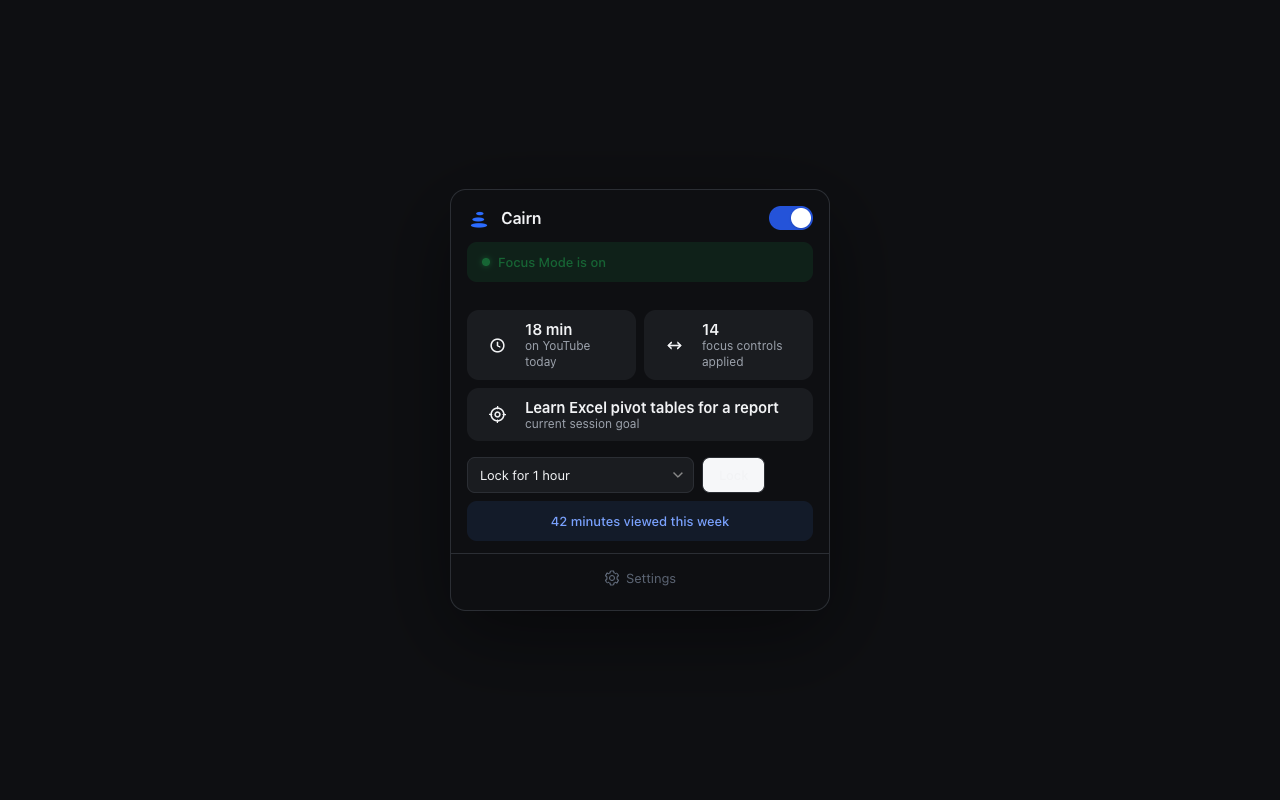 Cairn
Focus Mode is on
18 min
on YouTube
today
14
focus controls
applied
Learn Excel pivot tables for a report
current session goal
Lock for 1 hour
42 minutes viewed this week
Settings